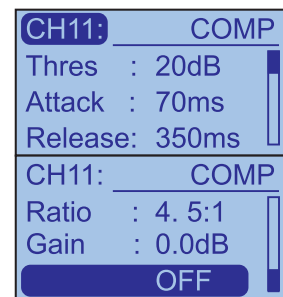 CH11: COMP
Thres : 20dB
Attack : 70ms
Release: 350ms
CH11: COMP
Ratio : 4. 5:1
Gain : 0.0dB
OFF